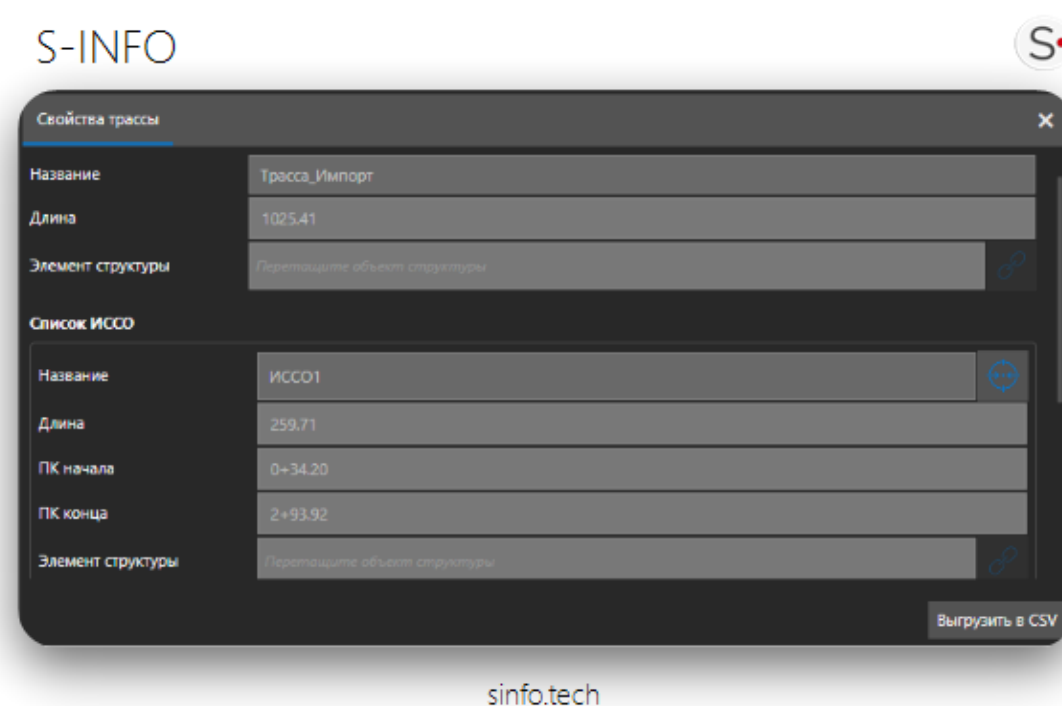 S-INFO
S
Свойства трассы
Название Трасса_Импорт
Длина 1025.41
Элемент структуры Перетащите объект структуры
Список ИССО
Название ИССО1
Длина 259.71
ПК начала 0+34.20
ПК конца 2+93.92
Элемент структуры Перетащите объект структуры
Выгрузить в CSV
sinfo.tech